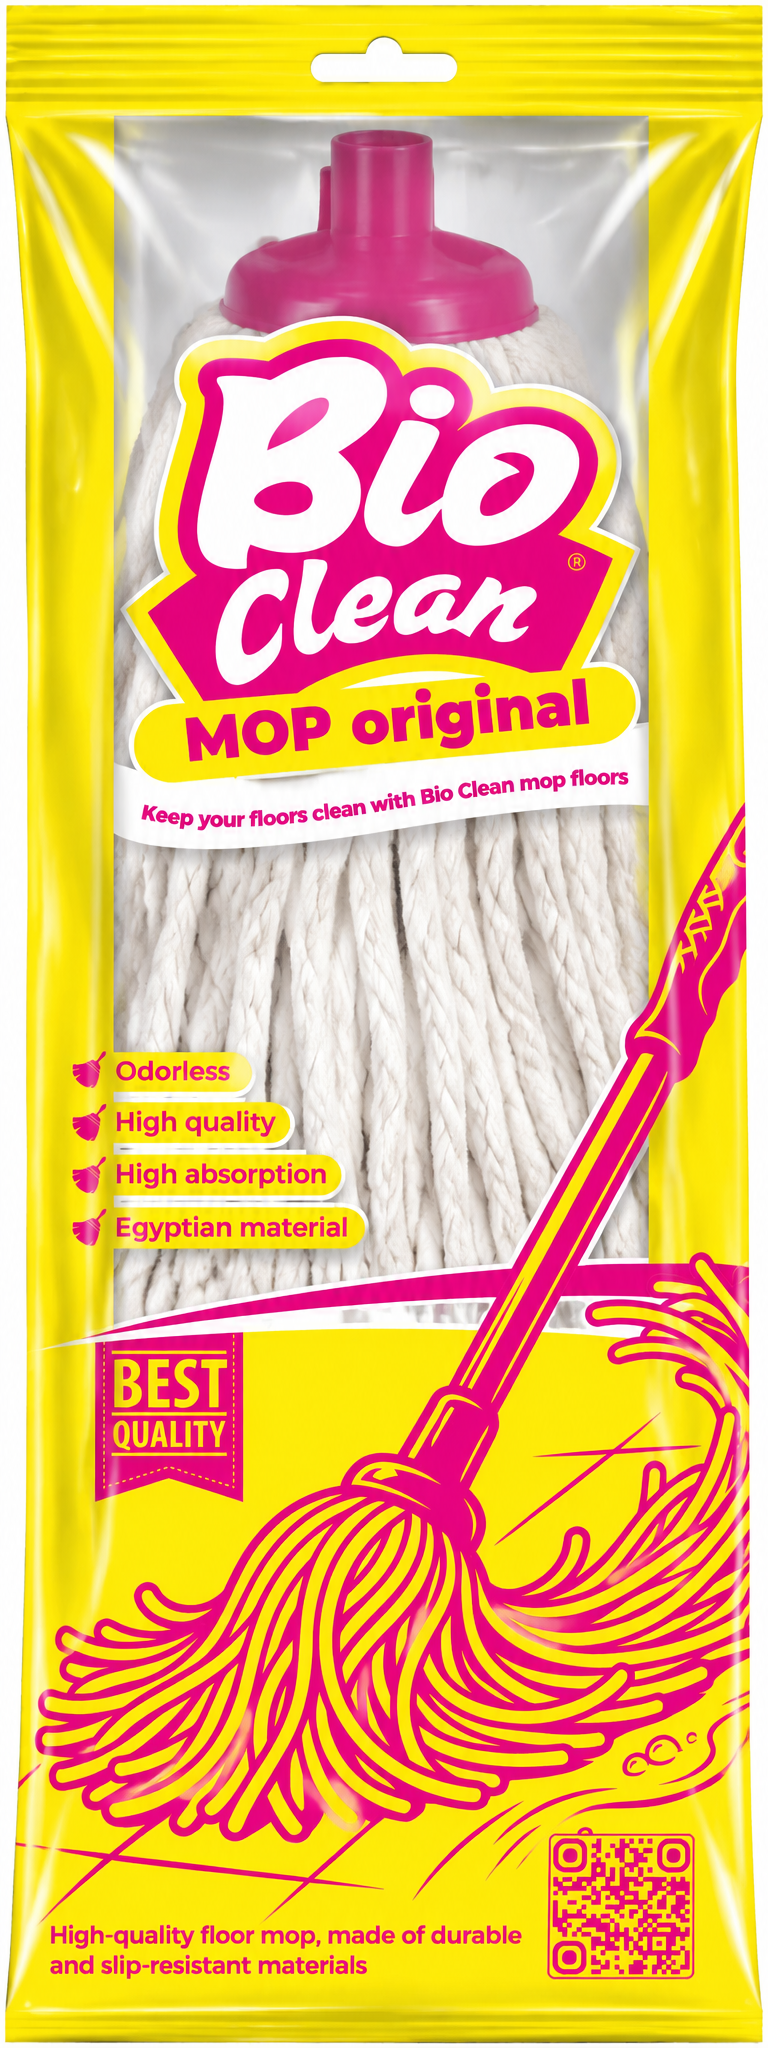 Bio
Clean
®
MOP original
Keep your floors clean with Bio Clean mop floors
Odorless
High quality
High absorption
Egyptian material
BEST
QUALITY
High-quality floor mop, made of durable
and slip-resistant materials